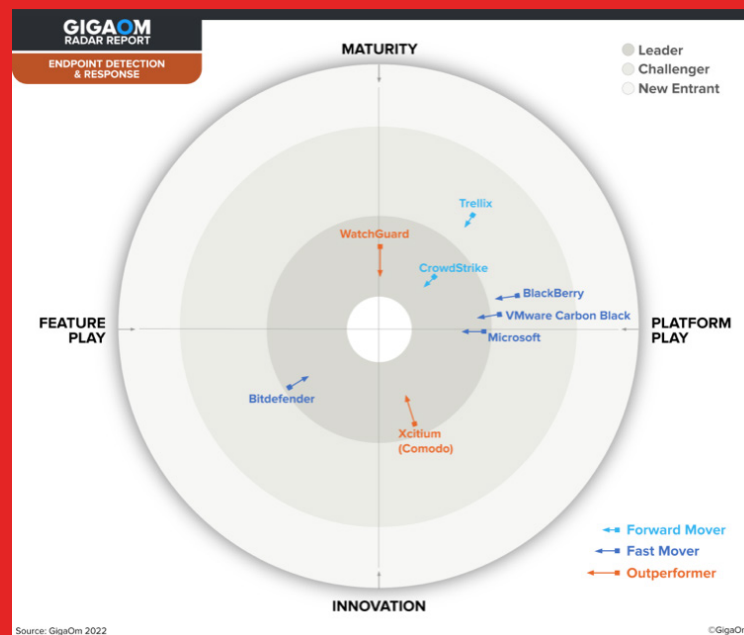 GIGAOM
RADAR REPORT
ENDPOINT DETECTION
& RESPONSE
MATURITY
Leader
Challenger
New Entrant
Trellix
WatchGuard
CrowdStrike
BlackBerry
VMware Carbon Black
Microsoft
FEATURE
PLAY
PLATFORM
PLAY
Bitdefender
Xcitium
(Comodo)
Forward Mover
Fast Mover
Outperformer
INNOVATION
Source: GigaOm 2022
©GigaOm